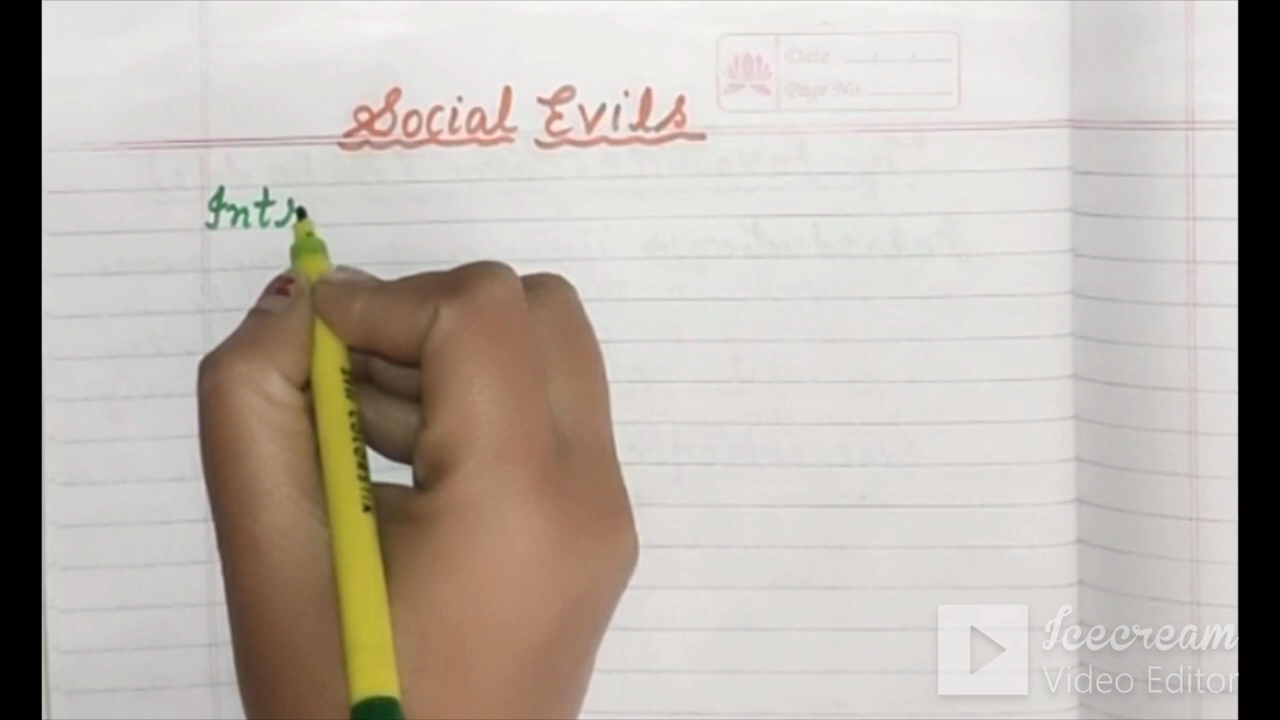 Social Evils
Date
Page No.
Intr
Icecream
Video Editor